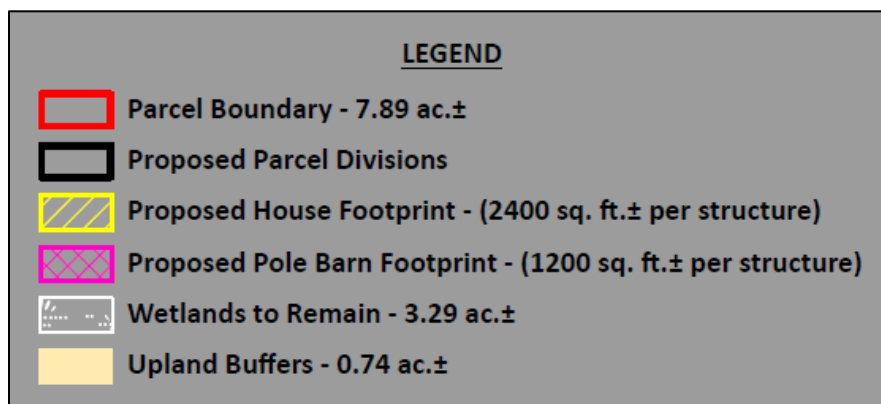 LEGEND
Parcel Boundary - 7.89 ac.±
Proposed Parcel Divisions
Proposed House Footprint - (2400 sq. ft.± per structure)
Proposed Pole Barn Footprint - (1200 sq. ft.± per structure)
Wetlands to Remain - 3.29 ac.±
Upland Buffers - 0.74 ac.±